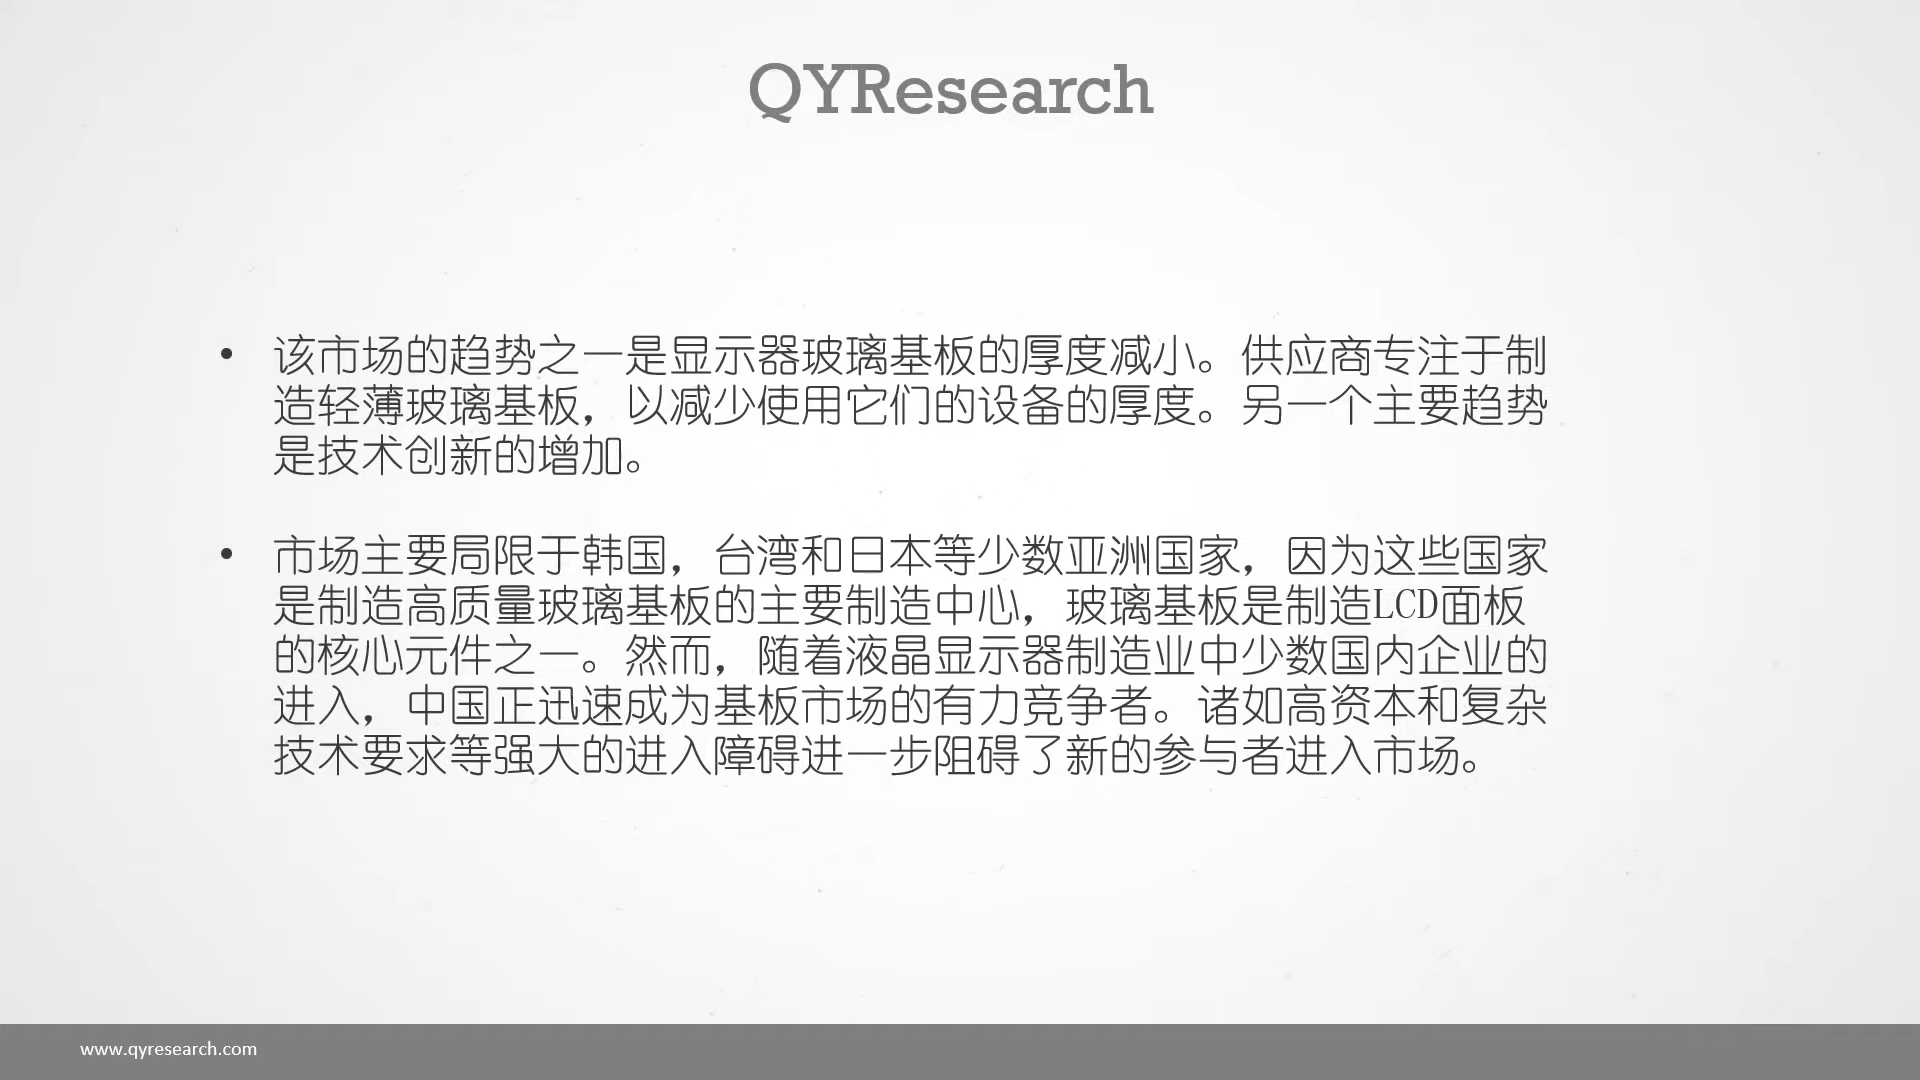 QYResearch
• 该市场的趋势之一是显示器玻璃基板的厚度减小。供应商专注于制
造轻薄玻璃基板，以减少使用它们的设备的厚度。另一个主要趋势
是技术创新的增加。
• 市场主要局限于韩国，台湾和日本等少数亚洲国家，因为这些国家
是制造高质量玻璃基板的主要制造中心，玻璃基板是制造LCD面板
的核心元件之一。然而，随着液晶显示器制造业中少数国内企业的
进入，中国正迅速成为基板市场的有力竞争者。诸如高资本和复杂
技术要求等强大的进入障碍进一步阻碍了新的参与者进入市场。
www.qyresearch.com